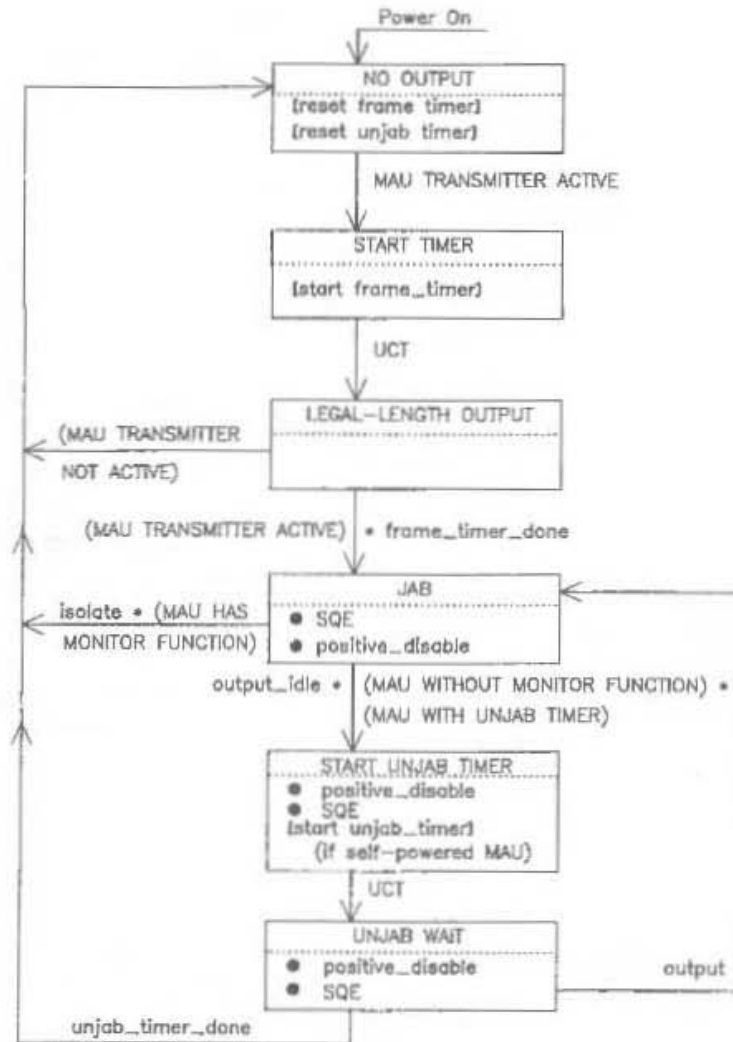 Power On
NO OUTPUT
[reset frame timer]
[reset unjab timer]
MAU TRANSMITTER ACTIVE
START TIMER
[start frame_timer]
UCT
LEGAL-LENGTH OUTPUT
(MAU TRANSMITTER
NOT ACTIVE)
(MAU TRANSMITTER ACTIVE) * frame_timer_done
JAB
isolate * (MAU HAS
MONITOR FUNCTION)
● SQE
● positive_disable
output_idle * (MAU WITHOUT MONITOR FUNCTION) *
(MAU WITH UNJAB TIMER)
START UNJAB TIMER
● positive_disable
● SQE
[start unjab_timer]
(if self-powered MAU)
UCT
UNJAB WAIT
● positive_disable
● SQE
output
unjab_timer_done